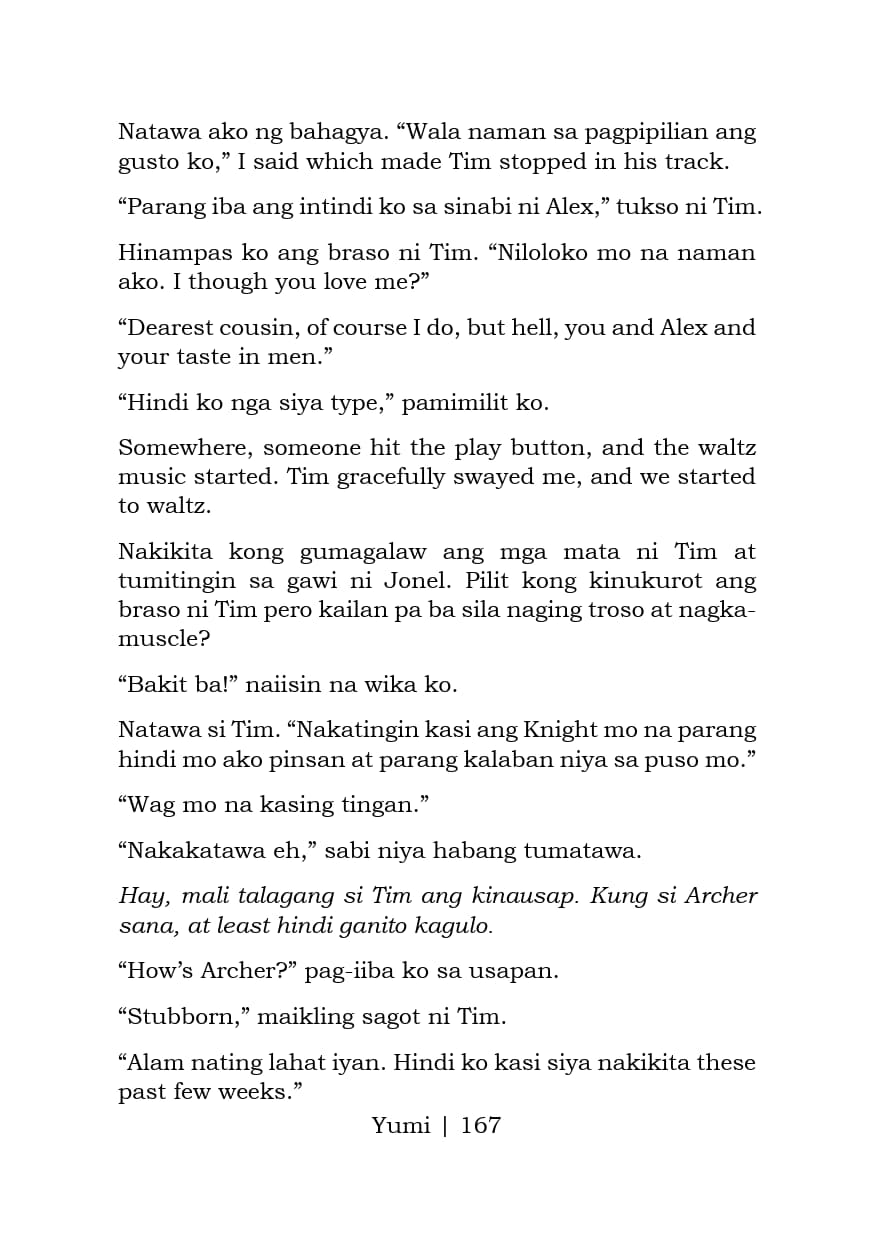 Natawa ako ng bahagya. “Wala naman sa pagpipilian ang
gusto ko,” I said which made Tim stopped in his track.
“Parang iba ang intindi ko sa sinabi ni Alex,” tukso ni Tim.
Hinampas ko ang braso ni Tim. “Niloloko mo na naman
ako. I though you love me?”
“Dearest cousin, of course I do, but hell, you and Alex and
your taste in men.”
“Hindi ko nga siya type,” pamimilit ko.
Somewhere, someone hit the play button, and the waltz
music started. Tim gracefully swayed me, and we started
to waltz.
Nakikita kong gumagalaw ang mga mata ni Tim at
tumitingin sa gawi ni Jonel. Pilit kong kinukurot ang
braso ni Tim pero kailan pa ba sila naging troso at nagka-
muscle?
“Bakit ba!” naiisin na wika ko.
Natawa si Tim. “Nakatingin kasi ang Knight mo na parang
hindi mo ako pinsan at parang kalaban niya sa puso mo.”
“Wag mo na kasing tingan.”
“Nakakatawa eh,” sabi niya habang tumatawa.
Hay, mali talagang si Tim ang kinausap. Kung si Archer
sana, at least hindi ganito kagulo.
“How’s Archer?” pag-iiba ko sa usapan.
“Stubborn,” maikling sagot ni Tim.
“Alam nating lahat iyan. Hindi ko kasi siya nakikita these
past few weeks.”
Yumi | 167